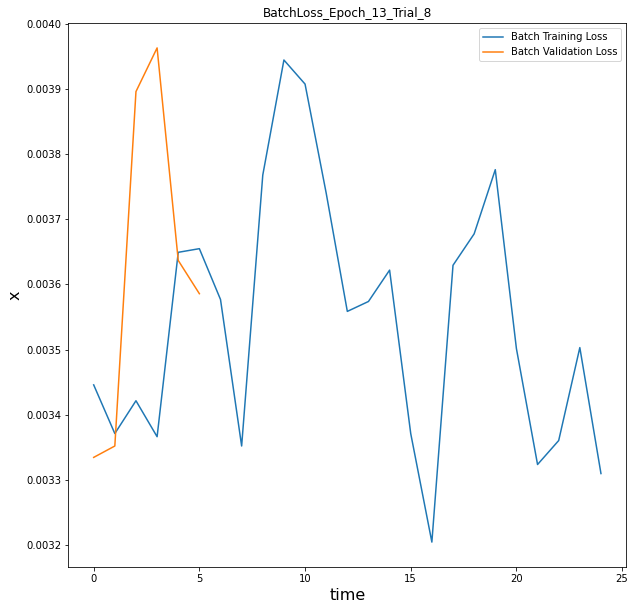 BatchLoss_Epoch_13_Trial_8
Batch Training Loss
Batch Validation Loss
0.0040
0.0039
0.0038
0.0037
0.0036
0.0035
0.0034
0.0033
0.0032
x
0 5 10 15 20 25
time